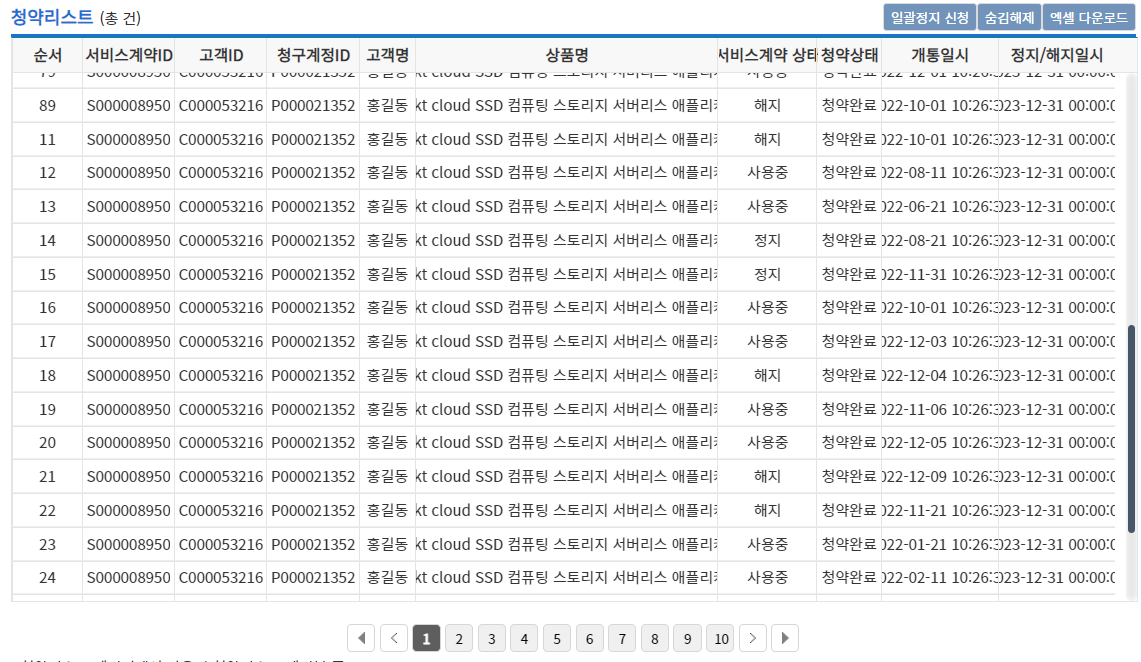 청약리스트 (총 건) 일괄정지 신청 숨김해제 엑셀 다운로드
순서 서비스계약ID 고객ID 청구계정ID 고객명 상품명 서비스계약 상태 청약상태 개통일시 정지/해지일시
89 S000008950 C000053216 P000021352 홍길동 kt cloud SSD 컴퓨팅 스토리지 서버리스 애플리 해지 청약완료 022-10-01 10:26: 023-12-31 00:00:0
11 S000008950 C000053216 P000021352 홍길동 kt cloud SSD 컴퓨팅 스토리지 서버리스 애플리 해지 청약완료 022-10-01 10:26: 023-12-31 00:00:0
12 S000008950 C000053216 P000021352 홍길동 kt cloud SSD 컴퓨팅 스토리지 서버리스 애플리 사용중 청약완료 022-08-11 10:26: 023-12-31 00:00:0
13 S000008950 C000053216 P000021352 홍길동 kt cloud SSD 컴퓨팅 스토리지 서버리스 애플리 사용중 청약완료 022-06-21 10:26: 023-12-31 00:00:0
14 S000008950 C000053216 P000021352 홍길동 kt cloud SSD 컴퓨팅 스토리지 서버리스 애플리 정지 청약완료 022-08-21 10:26: 023-12-31 00:00:0
15 S000008950 C000053216 P000021352 홍길동 kt cloud SSD 컴퓨팅 스토리지 서버리스 애플리 정지 청약완료 022-11-31 10:26: 023-12-31 00:00:0
16 S000008950 C000053216 P000021352 홍길동 kt cloud SSD 컴퓨팅 스토리지 서버리스 애플리 사용중 청약완료 022-10-01 10:26: 023-12-31 00:00:0
17 S000008950 C000053216 P000021352 홍길동 kt cloud SSD 컴퓨팅 스토리지 서버리스 애플리 사용중 청약완료 022-12-03 10:26: 023-12-31 00:00:0
18 S000008950 C000053216 P000021352 홍길동 kt cloud SSD 컴퓨팅 스토리지 서버리스 애플리 해지 청약완료 022-12-04 10:26: 023-12-31 00:00:0
19 S000008950 C000053216 P000021352 홍길동 kt cloud SSD 컴퓨팅 스토리지 서버리스 애플리 사용중 청약완료 022-11-06 10:26: 023-12-31 00:00:0
20 S000008950 C000053216 P000021352 홍길동 kt cloud SSD 컴퓨팅 스토리지 서버리스 애플리 사용중 청약완료 022-12-05 10:26: 023-12-31 00:00:0
21 S000008950 C000053216 P000021352 홍길동 kt cloud SSD 컴퓨팅 스토리지 서버리스 애플리 해지 청약완료 022-12-09 10:26: 023-12-31 00:00:0
22 S000008950 C000053216 P000021352 홍길동 kt cloud SSD 컴퓨팅 스토리지 서버리스 애플리 해지 청약완료 022-11-21 10:26: 023-12-31 00:00:0
23 S000008950 C000053216 P000021352 홍길동 kt cloud SSD 컴퓨팅 스토리지 서버리스 애플리 사용중 청약완료 022-01-21 10:26: 023-12-31 00:00:0
24 S000008950 C000053216 P000021352 홍길동 kt cloud SSD 컴퓨팅 스토리지 서버리스 애플리 사용중 청약완료 022-02-11 10:26: 023-12-31 00:00:0
1 2 3 4 5 6 7 8 9 10